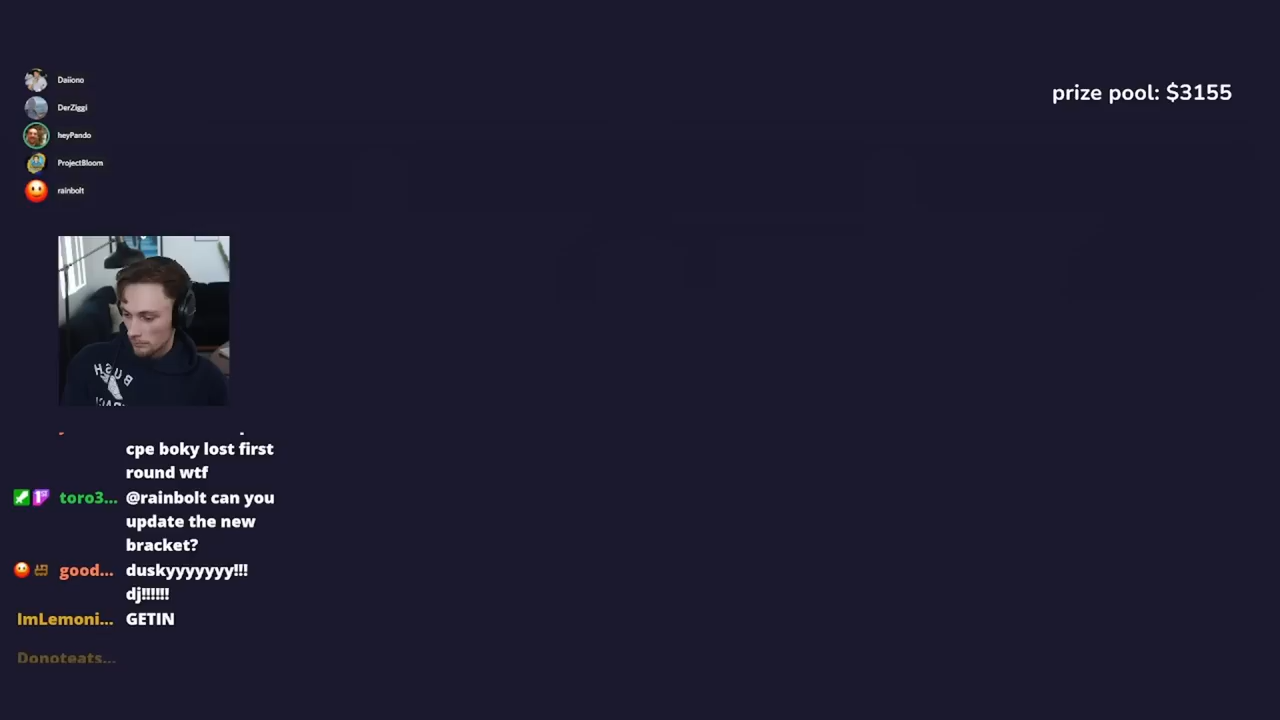 Daiiono
DerZiggi
heyPando
ProjectBloom
rainbolt
prize pool: $3155
cpe boky lost first
round wtf
toro3... @rainbolt can you
update the new
bracket?
good... duskyyyyyyy!!!
dj!!!!!!
ImLemoni... GETIN
Donoteats...